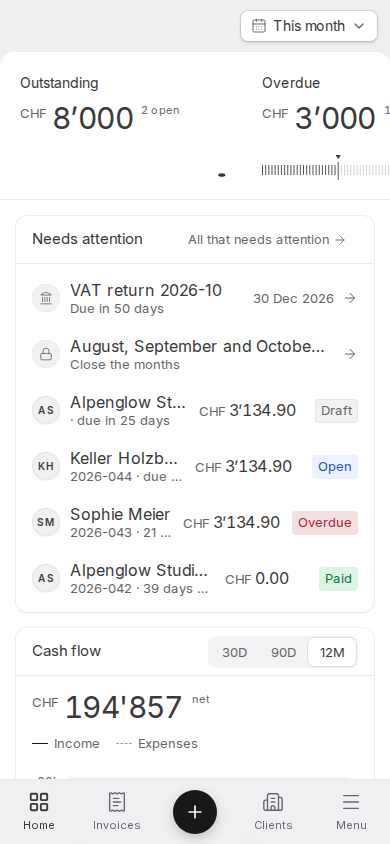 This month
Outstanding
CHF 8’000 2 open
Overdue
CHF 3’000
Needs attention
All that needs attention
VAT return 2026-10
Due in 50 days
30 Dec 2026
August, September and Octobe...
Close the months
AS
Alpenglow St...
· due in 25 days
CHF 3’134.90
Draft
KH
Keller Holzb...
2026-044 · due ...
CHF 3’134.90
Open
SM
Sophie Meier
2026-043 · 21 ...
CHF 3’134.90
Overdue
AS
Alpenglow Studi...
2026-042 · 39 days ...
CHF 0.00
Paid
Cash flow
30D
90D
12M
CHF 194'857 net
Income
Expenses
Home
Invoices
Clients
Menu